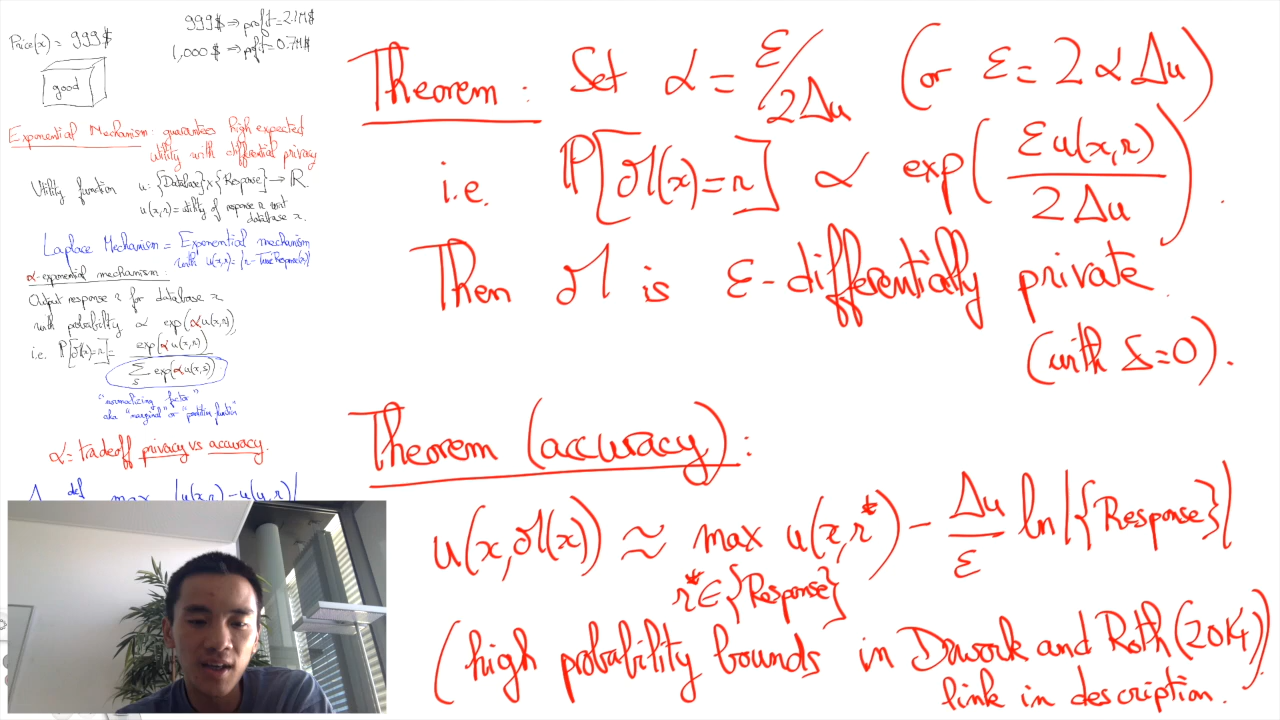 Price(x) = 999$
999$ ⇒ profit = 2.1M$
1,000$ ⇒ profit = 0.7M$
good
Exponential Mechanism: guarantees high expected
utility with differential privacy
Utility function u: {Database}×{Response} → ℝ
u(x,r) = utility of response r wrt
database x.
Laplace Mechanism = Exponential mechanism
with u(x,r) = |r - TrueResponse(x)|
α-exponential mechanism:
Output response r for database x
with probability ∝ exp(αu(x,r)),
i.e. P[M(x)=r] = exp(αu(x,r)) / Σ_s exp(αu(x,s))
"normalizing factor"
aka "marginal" or "partition function"
α = tradeoff privacy vs accuracy.
Δ def max |u(x,r) - u(y,r)|
Theorem: Set α = ε/2Δu (or ε = 2αΔu)
i.e. ℙ[M(x)=r] ∝ exp(εu(x,r) / 2Δu).
Then M is ε-differentially private
(with δ=0).
Theorem (accuracy):
u(x,M(x)) ≈ max u(x,r*) - Δu/ε ln|{Response}|
r*∈{Response}
(high probability bounds in Dwork and Roth (2014)
link in description.)